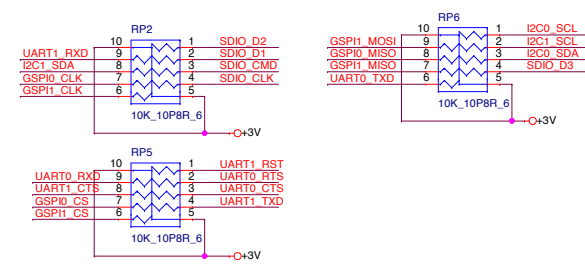 RP2
10 1 SDIO_D2
UART1_RXD 9 2 SDIO_D1
I2C1_SDA 8 3 SDIO_CMD
GSPI0_CLK 7 4 SDIO_CLK
GSPI1_CLK 6 5
10K_10P8R_6
+3V
RP6
10 1 I2C0_SCL
GSPI1_MOSI 9 2 I2C1_SCL
GSPI0_MISO 8 3 I2C0_SDA
GSPI1_MISO 7 4 SDIO_D3
UART0_TXD 6 5
10K_10P8R_6
+3V
RP5
10 1 UART1_RST
UART0_RXD 9 2 UART0_RTS
UART1_CTS 8 3 UART0_CTS
GSPI0_CS 7 4 UART1_TXD
GSPI1_CS 6 5
10K_10P8R_6
+3V